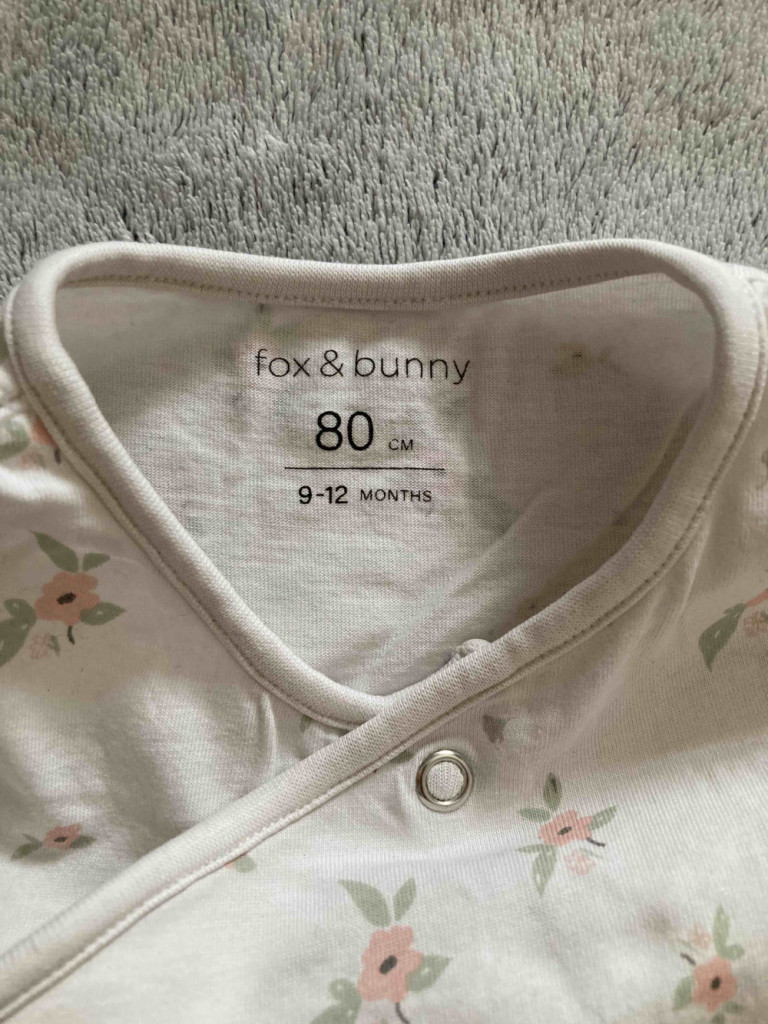 fox & bunny
80 CM
9-12 MONTHS